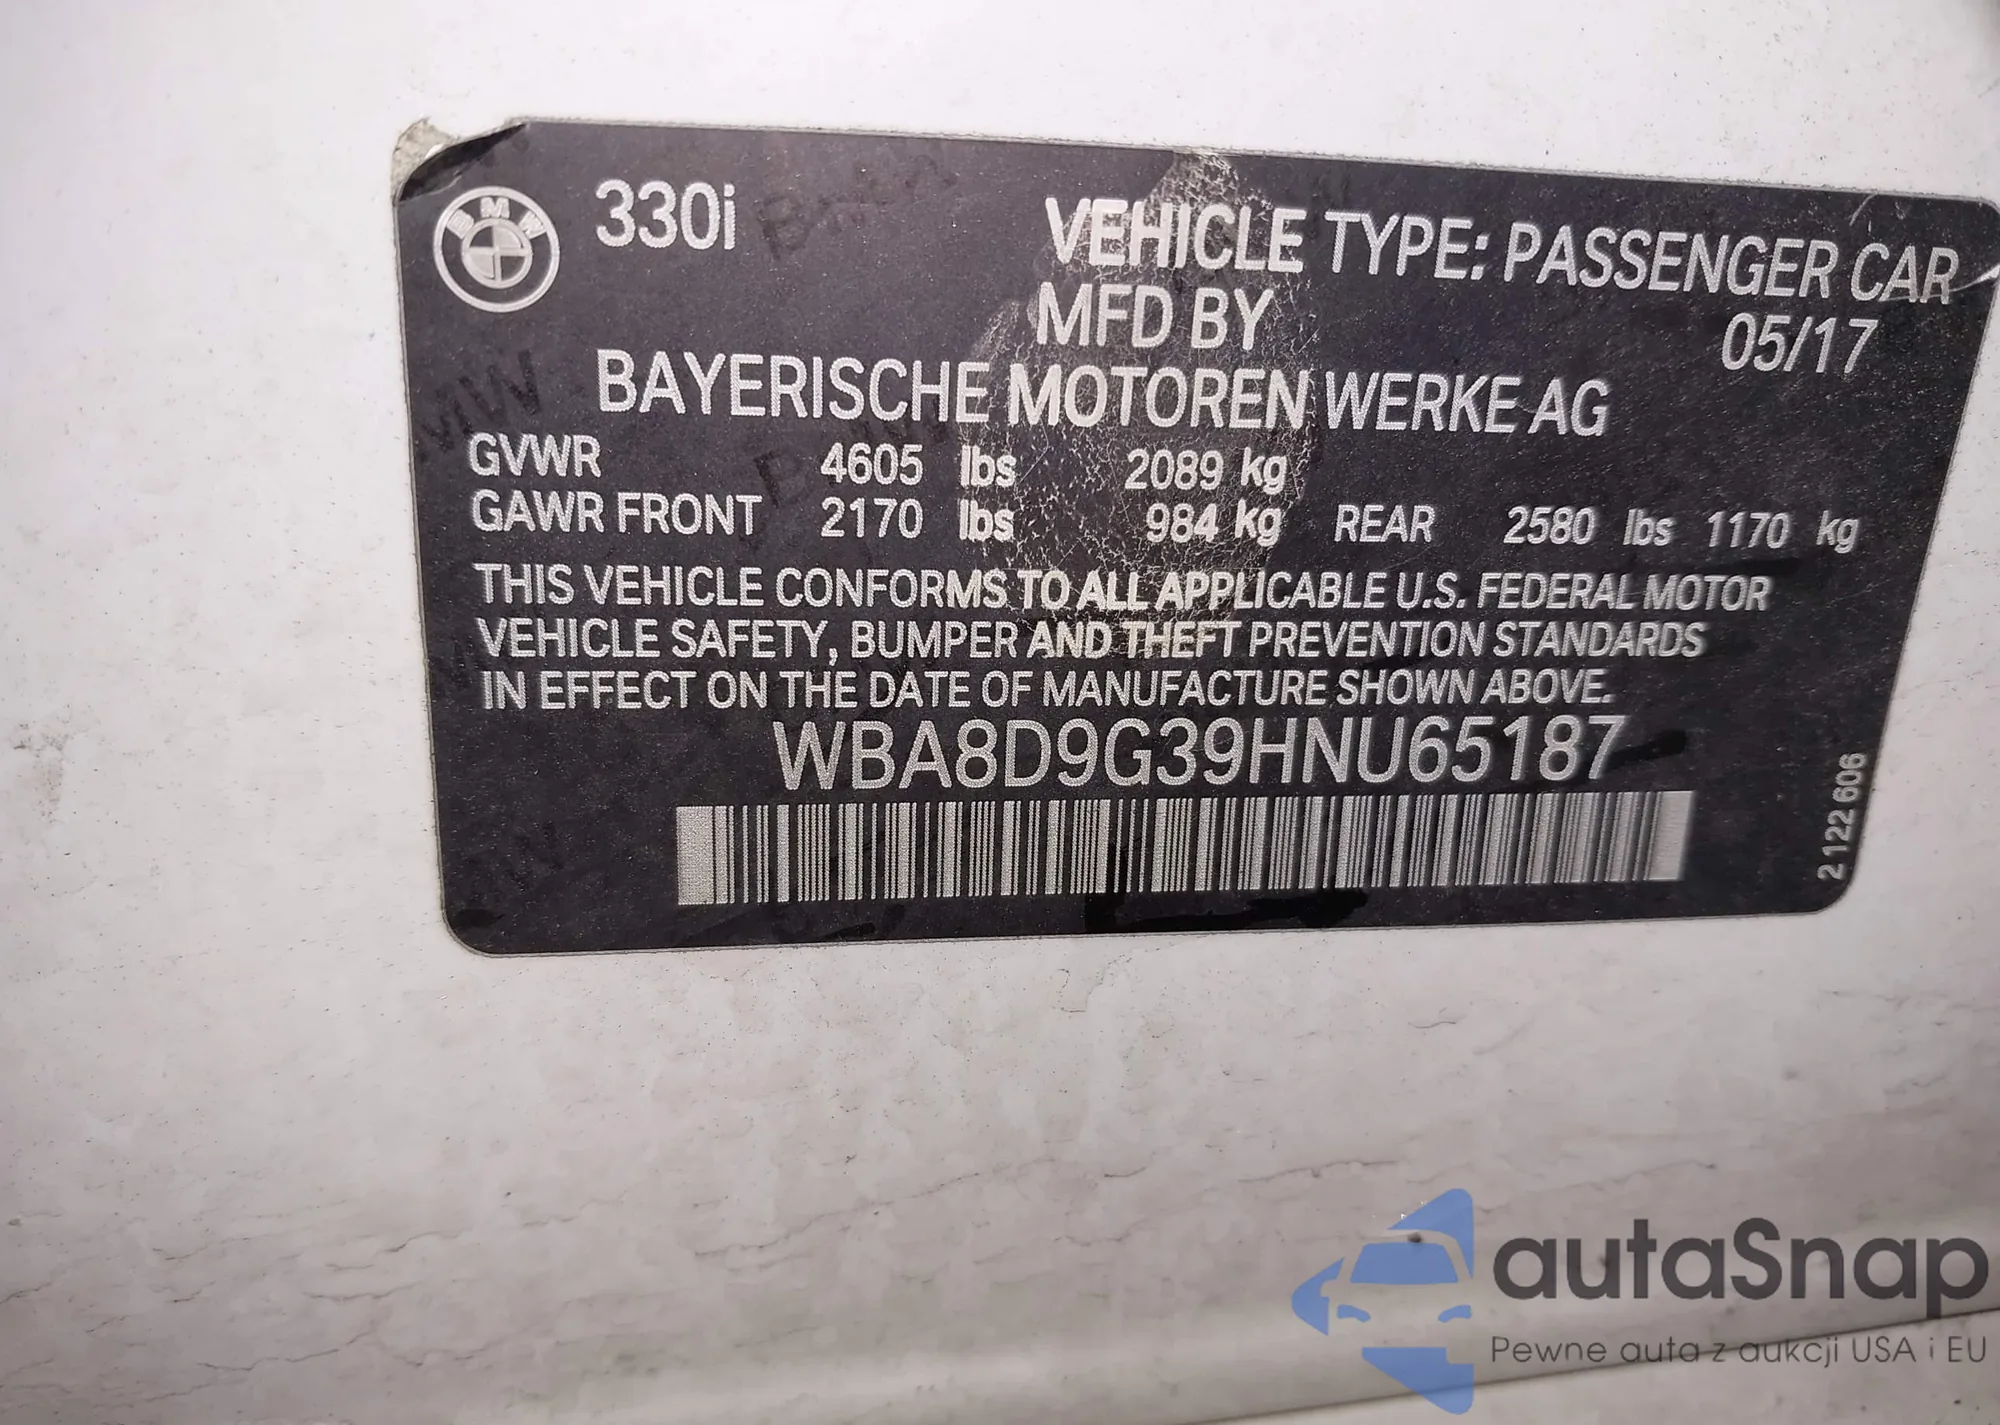 BMW
330i
VEHICLE TYPE: PASSENGER CAR
MFD BY
05/17
BAYERISCHE MOTOREN WERKE AG
GVWR 4605 lbs 2089 kg
GAWR FRONT 2170 lbs 984 kg REAR 2580 lbs 1170 kg
THIS VEHICLE CONFORMS TO ALL APPLICABLE U.S. FEDERAL MOTOR
VEHICLE SAFETY, BUMPER AND THEFT PREVENTION STANDARDS
IN EFFECT ON THE DATE OF MANUFACTURE SHOWN ABOVE.
WBA8D9G39HNU65187
2 122 606
autaSnap
Pewne auta z aukcji USA i EU